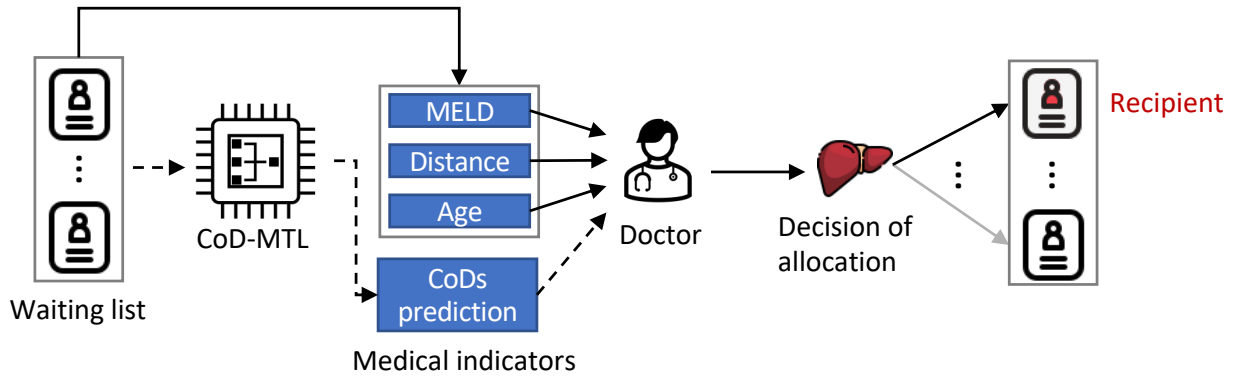 Waiting list
CoD-MTL
MELD
Distance
Age
CoDs
prediction
Medical indicators
Doctor
Decision of
allocation
Recipient